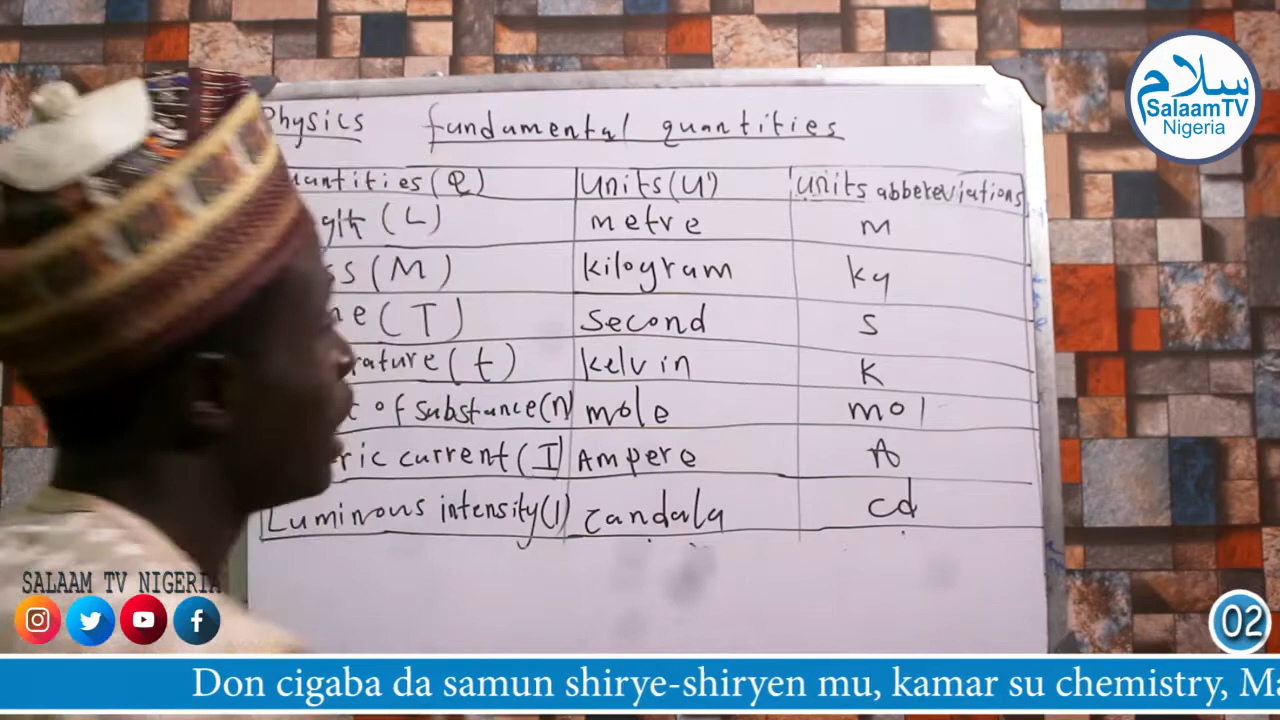 سلام
SalaamTV
Nigeria
Physics fundamental quantities
uantities (Q) Units (U) Units abbereviations
(L) metre m
ss (M) kilogram kg
e (T) Second s
rature (t) kelvin K
t of substance (n) mole mol
ric current (I) Ampere A
Luminous intensity (l) candala cd
SALAAM TV NIGERIA
02
Don cigaba da samun shirye-shiryen mu, kamar su chemistry, Ma